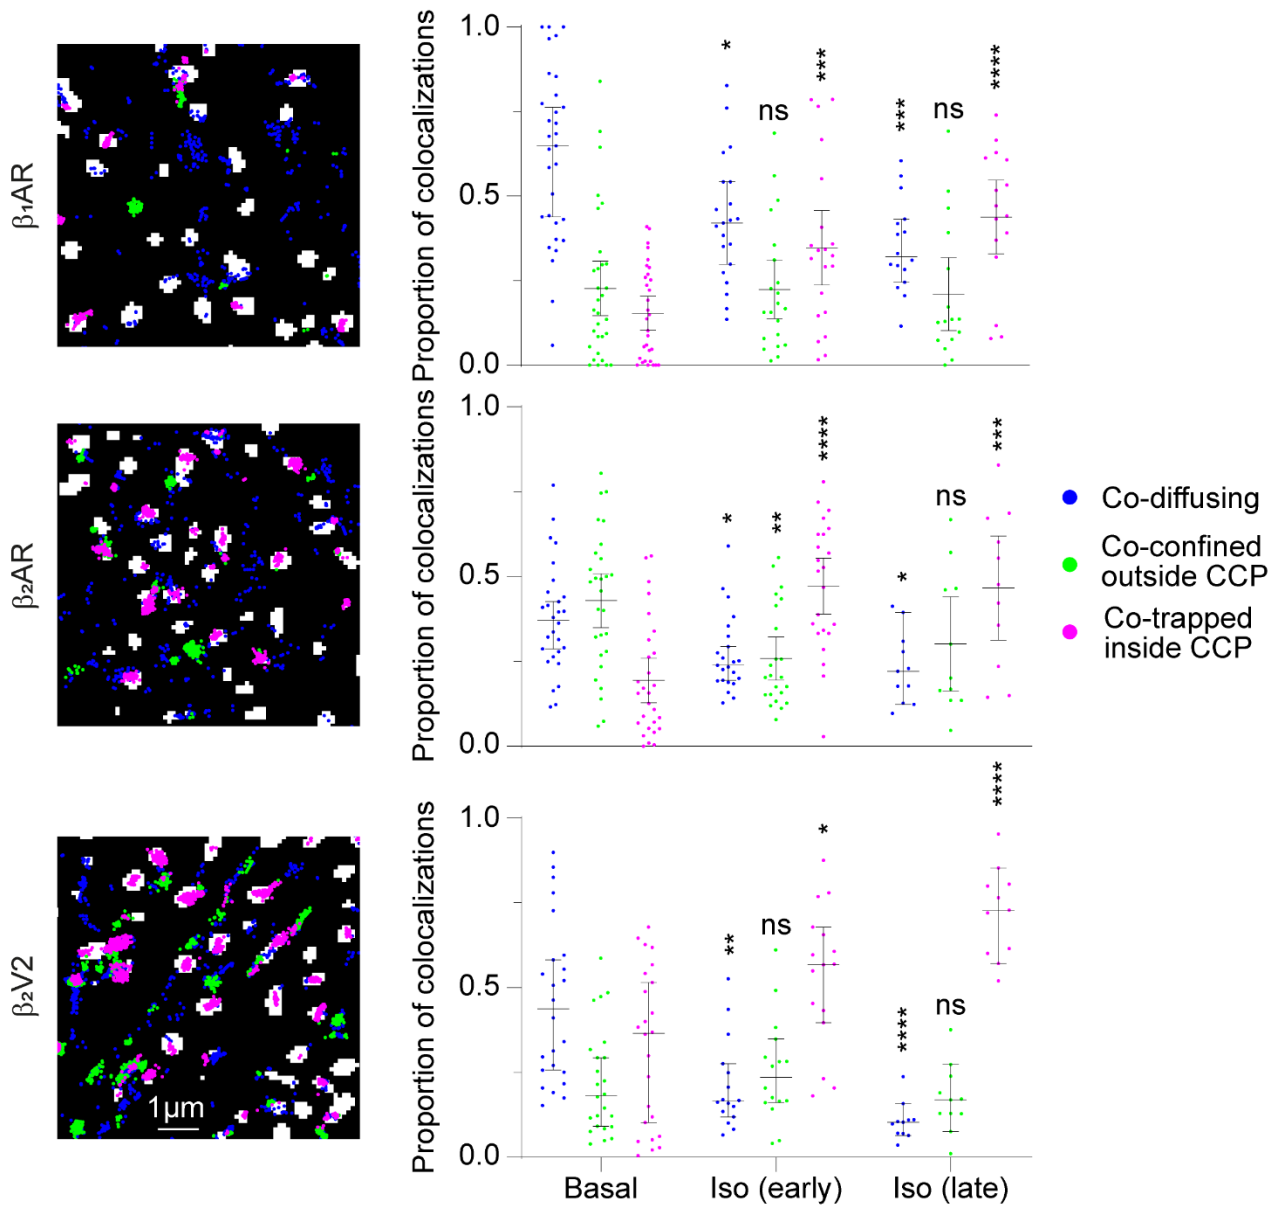 β₁AR
Proportion of colocalizations
1.0
0.5
0.0
*
ns
***
***
ns
****
β₂AR
Proportion of colocalizations
1.0
0.5
0.0
*
**
****
*
ns
***
Co-diffusing
Co-confined
outside CCP
Co-trapped
inside CCP
β₂V2
1μm
Proportion of colocalizations
1.0
0.5
0.0
**
ns
*
****
ns
****
Basal
Iso (early)
Iso (late)